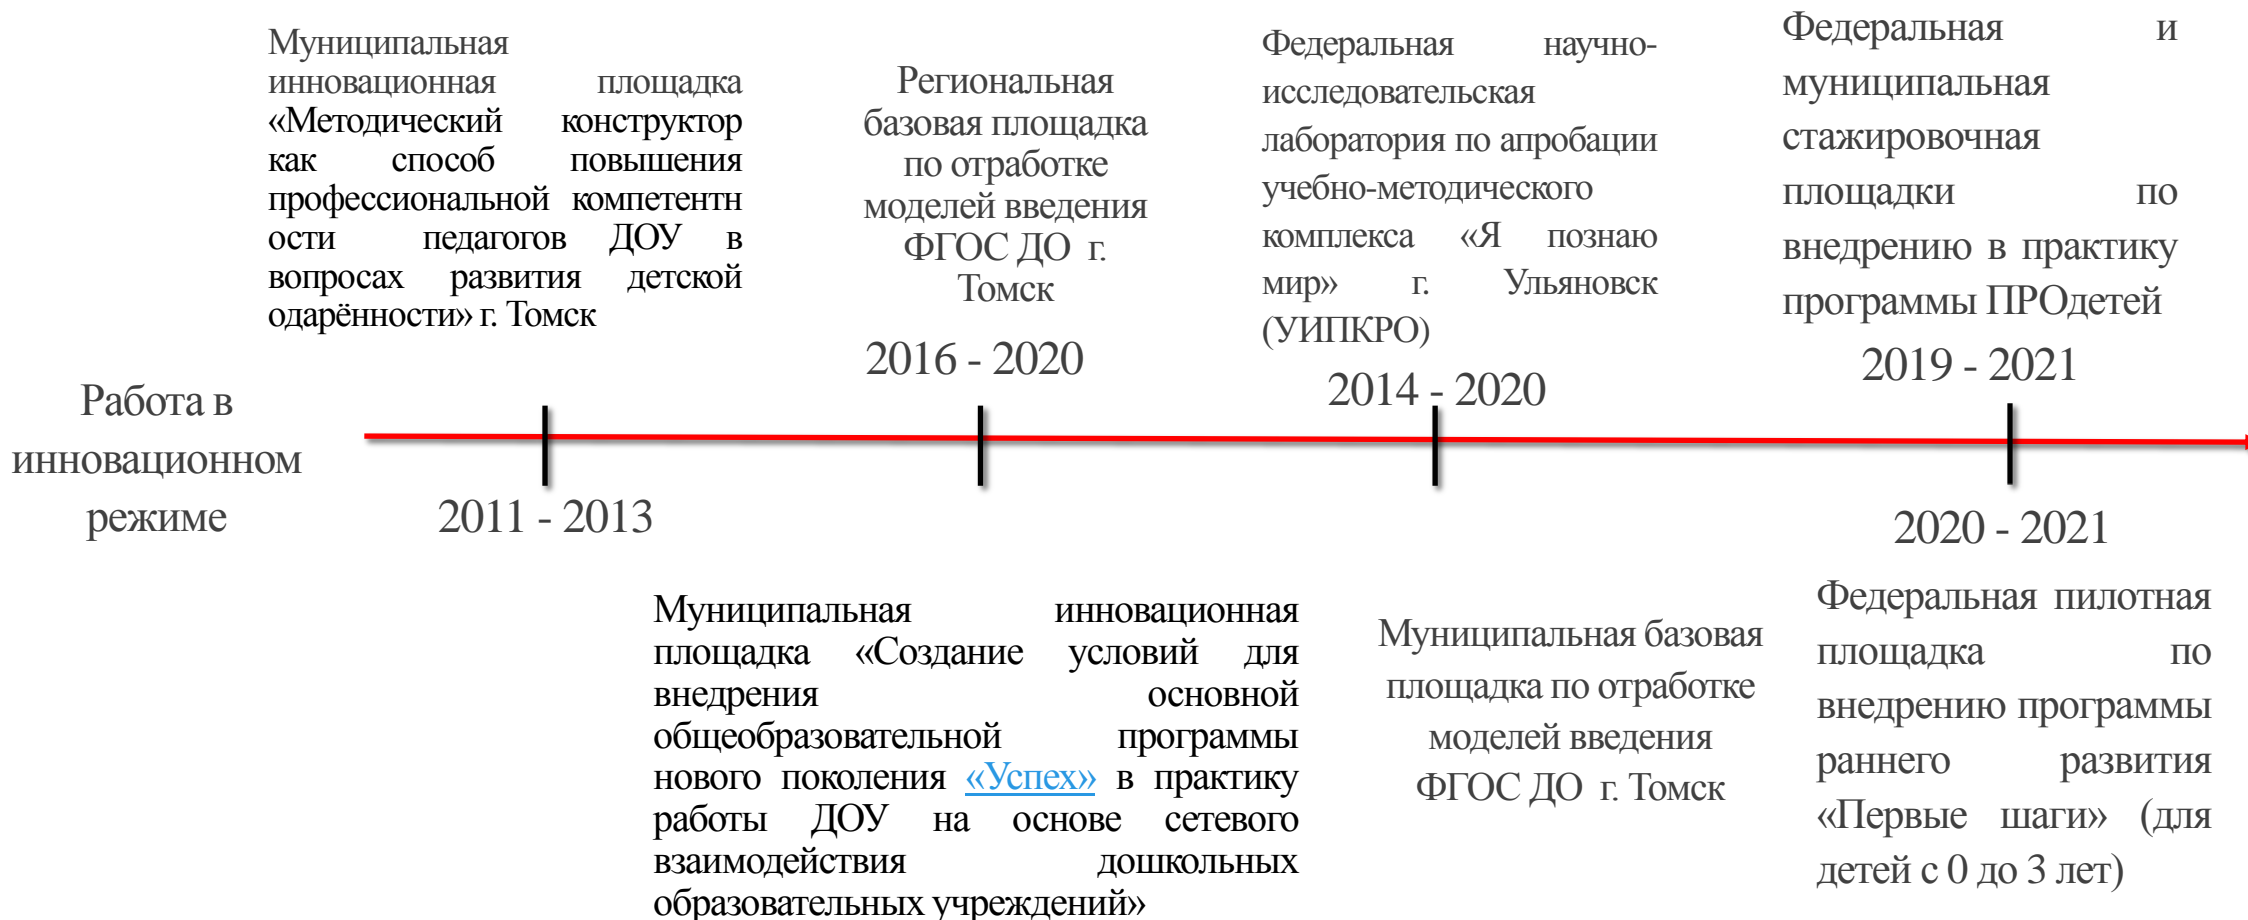 Муниципальная
инновационная площадка
«Методический конструктор
как способ повышения
профессиональной компетентн
ости педагогов ДОУ в
вопросах развития детской
одарённости» г. Томск
Региональная
базовая площадка
по отработке
моделей введения
ФГОС ДО г.
Томск
2016 - 2020
Федеральная научно-
исследовательская
лаборатория по апробации
учебно-методического
комплекса «Я познаю
мир» г. Ульяновск
(УИПКРО)
2014 - 2020
Федеральная и
муниципальная
стажировочная
площадки по
внедрению в практику
программы ПРОдетей
2019 - 2021
Работа в
инновационном
режиме
2011 - 2013
2020 - 2021
Муниципальная инновационная
площадка «Создание условий для
внедрения основной
общеобразовательной программы
нового поколения «Успех» в практику
работы ДОУ на основе сетевого
взаимодействия дошкольных
образовательных учреждений»
Муниципальная базовая
площадка по отработке
моделей введения
ФГОС ДО г. Томск
Федеральная пилотная
площадка по
внедрению программы
раннего развития
«Первые шаги» (для
детей с 0 до 3 лет)